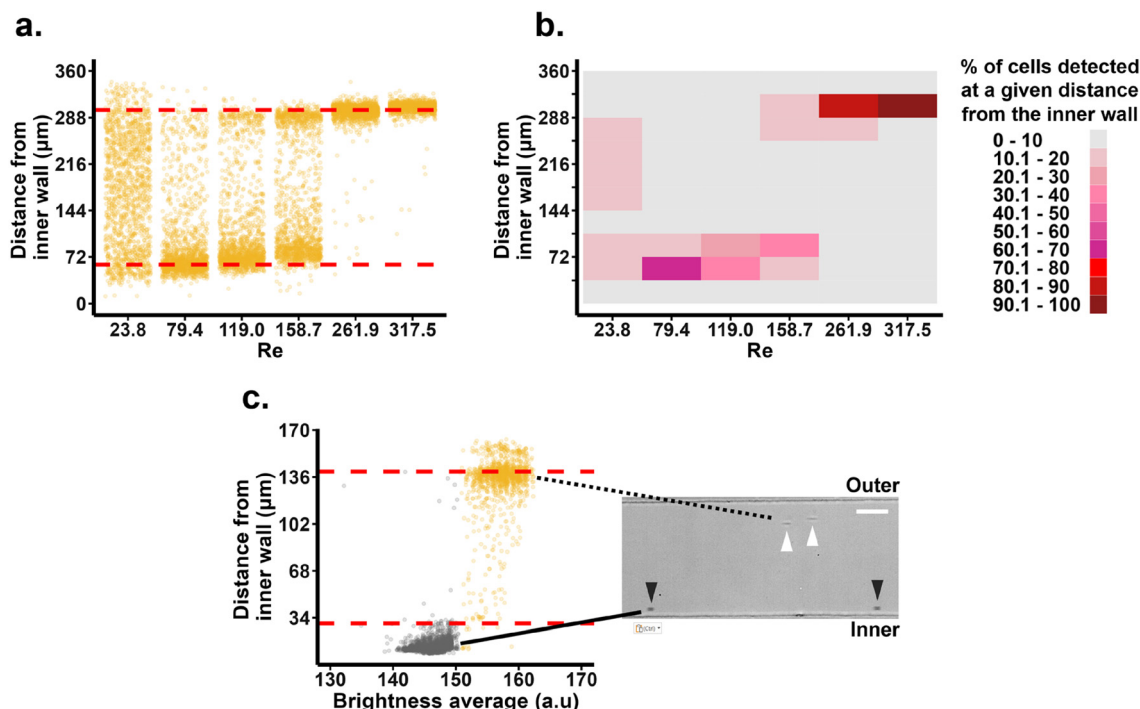 a.
Distance from
inner wall (µm)
360
288
216
144
72
0
23.8 79.4 119.0 158.7 261.9 317.5
Re
b.
Distance from
inner wall (µm)
360
288
216
144
72
0
23.8 79.4 119.0 158.7 261.9 317.5
Re
% of cells detected
at a given distance
from the inner wall
0 - 10
10.1 - 20
20.1 - 30
30.1 - 40
40.1 - 50
50.1 - 60
60.1 - 70
70.1 - 80
80.1 - 90
90.1 - 100
c.
Distance from
inner wall (µm)
170
136
102
68
34
130 140 150 160 170
Brightness average (a.u)
Outer
Inner
(Ctrl)